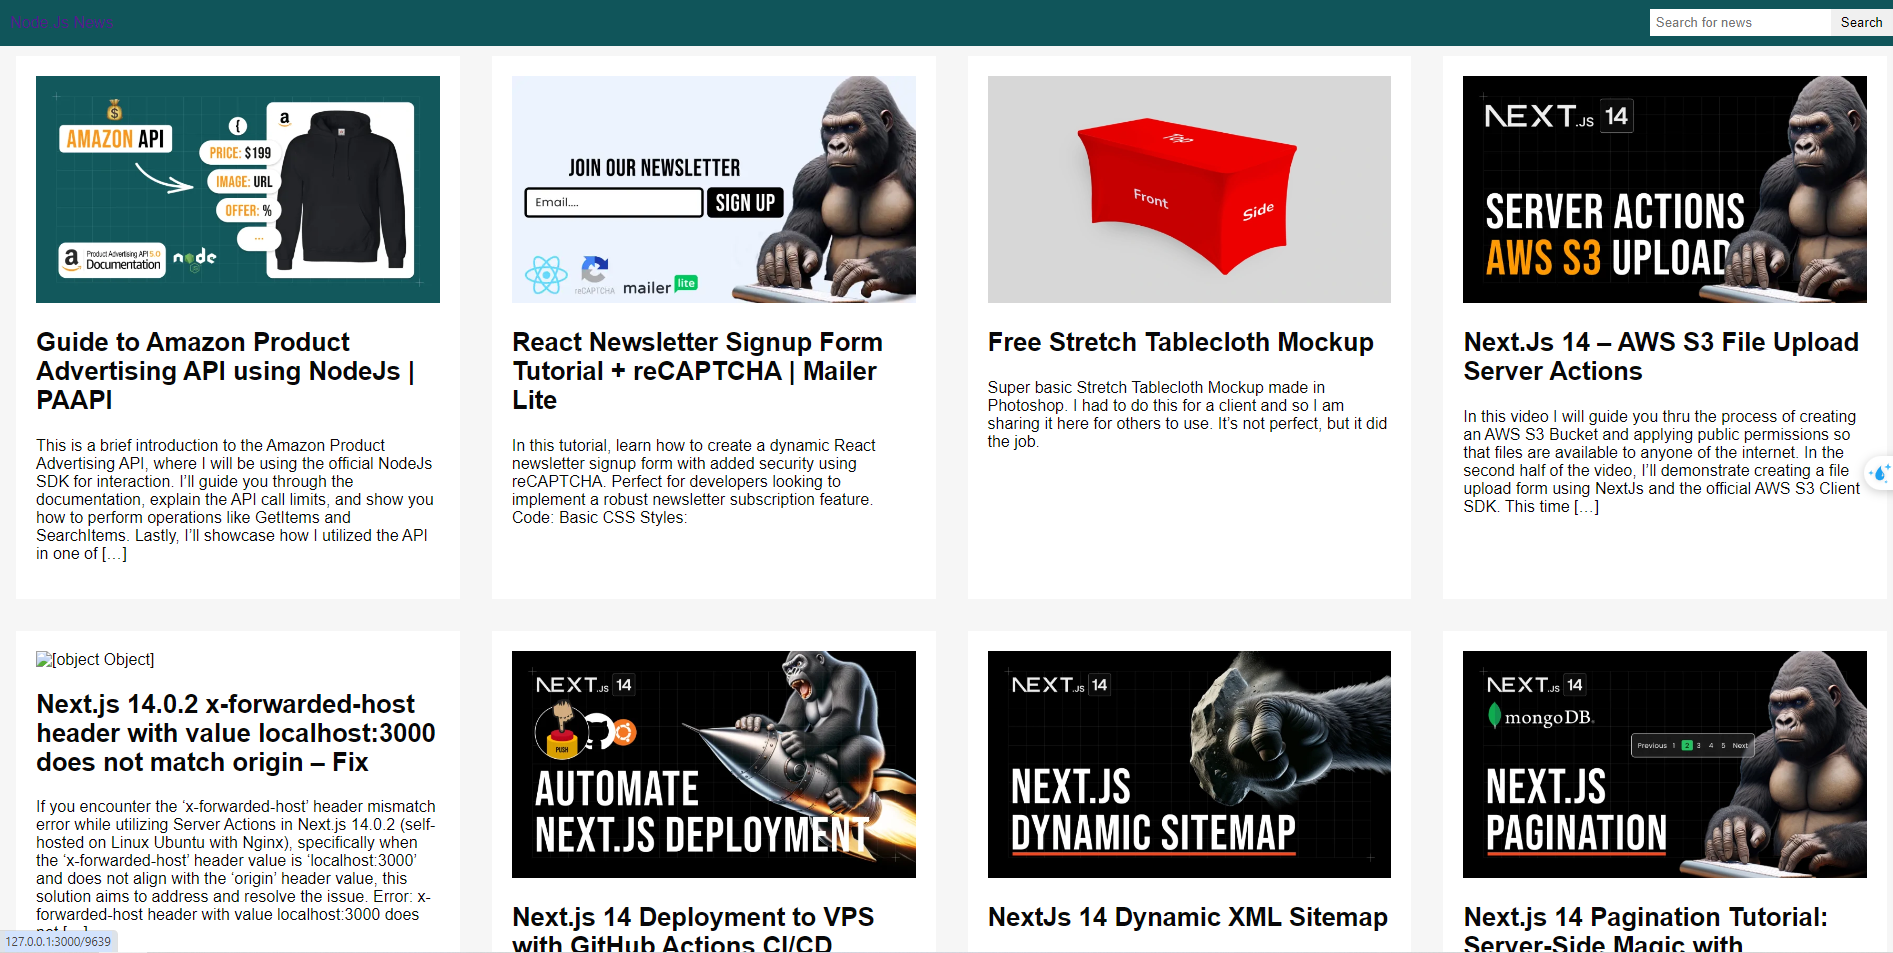 Node.Js News
Search for news
Search
AMAZON API
{
PRICE: $199
IMAGE: URL
OFFER: %
...
a
a
Product Advertising API 5.0
Documentation
node
JS
JOIN OUR NEWSLETTER
Email....
SIGN UP
reCAPTCHA
mailer lite
Top
Front
Side
NEXT.JS 14
SERVER ACTIONS
AWS S3 UPLOAD
Guide to Amazon Product
Advertising API using NodeJs |
PAAPI
This is a brief introduction to the Amazon Product
Advertising API, where I will be using the official NodeJs
SDK for interaction. I’ll guide you through the
documentation, explain the API call limits, and show you
how to perform operations like GetItems and
SearchItems. Lastly, I’ll showcase how I utilized the API
in one of […]
React Newsletter Signup Form
Tutorial + reCAPTCHA | Mailer
Lite
In this tutorial, learn how to create a dynamic React
newsletter signup form with added security using
reCAPTCHA. Perfect for developers looking to
implement a robust newsletter subscription feature.
Code: Basic CSS Styles:
Free Stretch Tablecloth Mockup
Super basic Stretch Tablecloth Mockup made in
Photoshop. I had to do this for a client and so I am
sharing it here for others to use. It’s not perfect, but it did
the job.
Next.Js 14 – AWS S3 File Upload
Server Actions
In this video I will guide you thru the process of creating
an AWS S3 Bucket and applying public permissions so
that files are available to anyone of the internet. In the
second half of the video, I’ll demonstrate creating a file
upload form using NextJs and the official AWS S3 Client
SDK. This time […]
[object Object]
Next.js 14.0.2 x-forwarded-host
header with value localhost:3000
does not match origin – Fix
If you encounter the ‘x-forwarded-host’ header mismatch
error while utilizing Server Actions in Next.js 14.0.2 (self-
hosted on Linux Ubuntu with Nginx), specifically when
the ‘x-forwarded-host’ header value is ‘localhost:3000’
and does not align with the ‘origin’ header value, this
solution aims to address and resolve the issue. Error: x-
forwarded-host header with value localhost:3000 does
not […]
127.0.0.1:3000/9639
NEXT.JS 14
PUSH
AUTOMATE
NEXT.JS DEPLOYMENT
Next.js 14 Deployment to VPS
with GitHub Actions CI/CD
NEXT.JS 14
NEXT.JS
DYNAMIC SITEMAP
NextJs 14 Dynamic XML Sitemap
NEXT.JS 14
mongoDB.
Previous 1 2 3 4 5 Next
NEXT.JS
PAGINATION
Next.js 14 Pagination Tutorial:
Server-Side Magic with